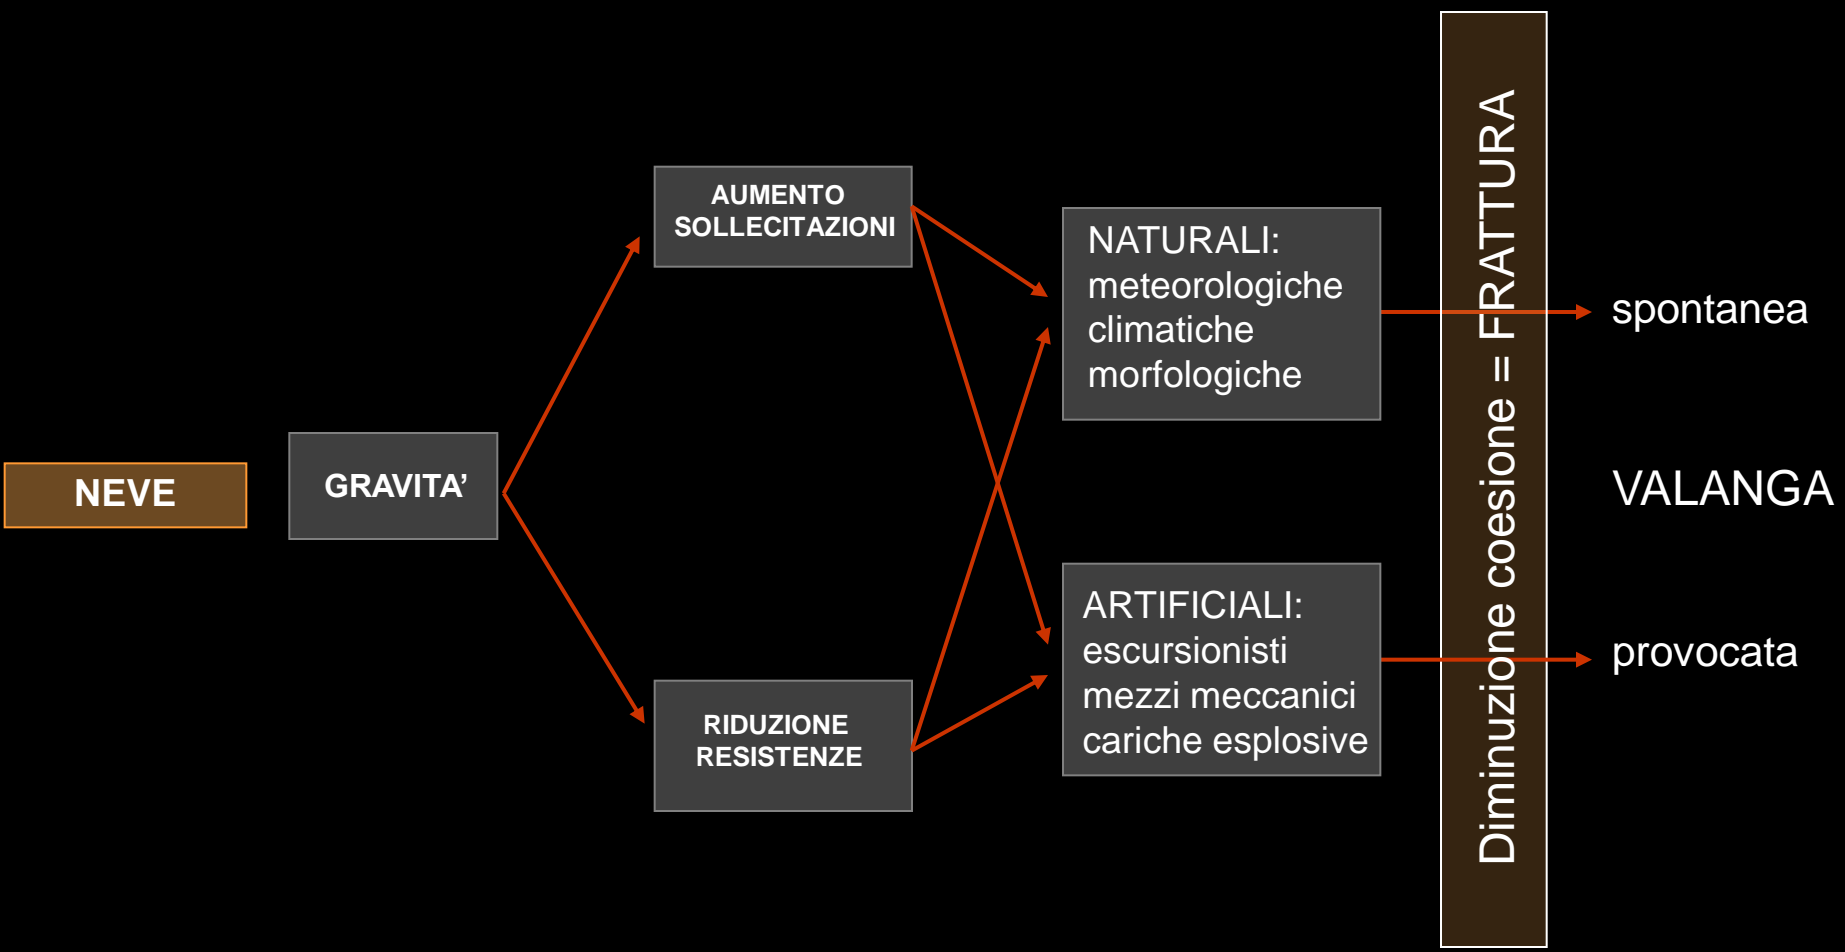 NEVE
GRAVITA’
AUMENTO
SOLLECITAZIONI
RIDUZIONE
RESISTENZE
NATURALI:
meteorologiche
climatiche
morfologiche
ARTIFICIALI:
escursionisti
mezzi meccanici
cariche esplosive
Diminuzione coesione = FRATTURA
spontanea
VALANGA
provocata